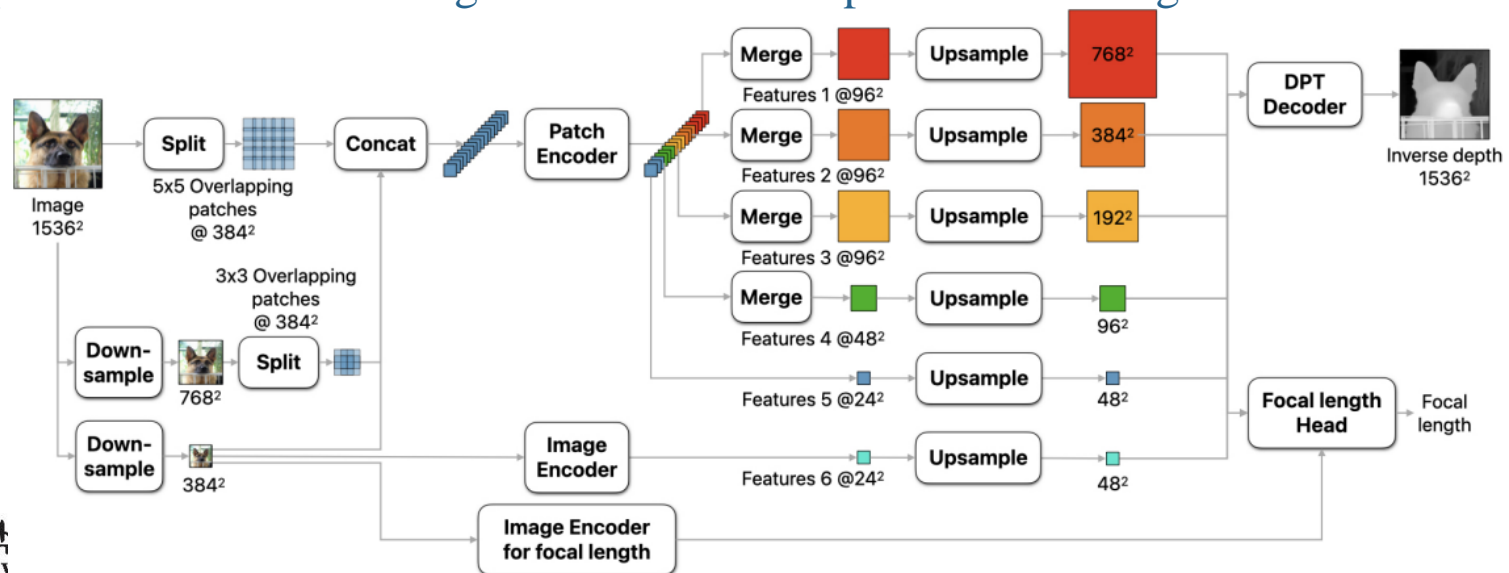 Image
1536²
Split
5x5 Overlapping
patches
@ 384²
3x3 Overlapping
patches
@ 384²
Down-
sample
768²
Split
Down-
sample
384²
Concat
Patch
Encoder
Image
Encoder
Image Encoder
for focal length
Merge
Features 1 @96²
Upsample
768²
Merge
Features 2 @96²
Upsample
384²
Merge
Features 3 @96²
Upsample
192²
Merge
Features 4 @48²
Upsample
96²
Features 5 @24²
Upsample
48²
Features 6 @24²
Upsample
48²
DPT
Decoder
Inverse depth
1536²
Focal length
Head
Focal
length